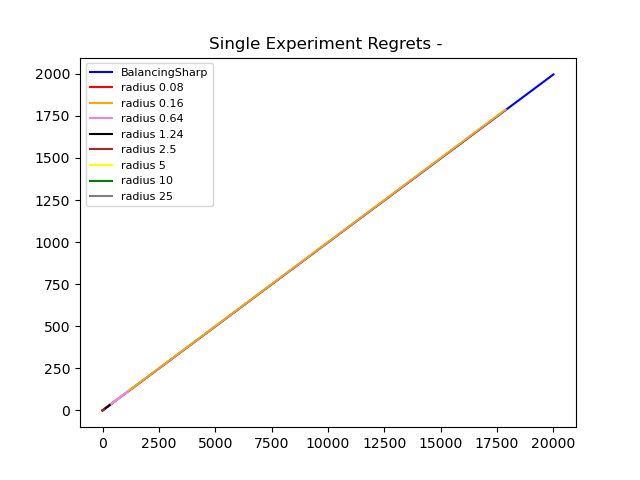 Single Experiment Regrets -
BalancingSharp
radius 0.08
radius 0.16
radius 0.64
radius 1.24
radius 2.5
radius 5
radius 10
radius 25
2000
1750
1500
1250
1000
750
500
250
0
0 2500 5000 7500 10000 12500 15000 17500 20000